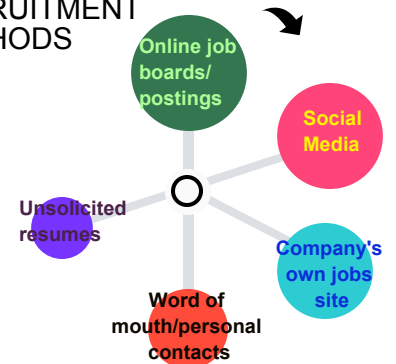 RUITMENT
HODS
Online job
boards/
postings
Social
Media
Company's
own jobs
site
Word of
mouth/personal
contacts
Unsolicited
resumes